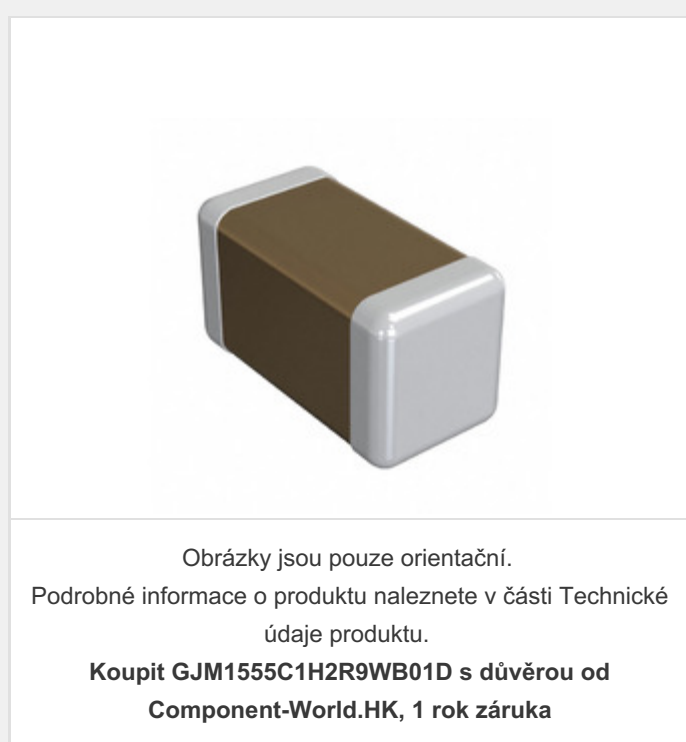 Obrázky jsou pouze orientační.
Podrobné informace o produktu naleznete v části Technické
údaje produktu.
Koupit GJM1555C1H2R9WB01D s důvěrou od
Component-World.HK, 1 rok záruka